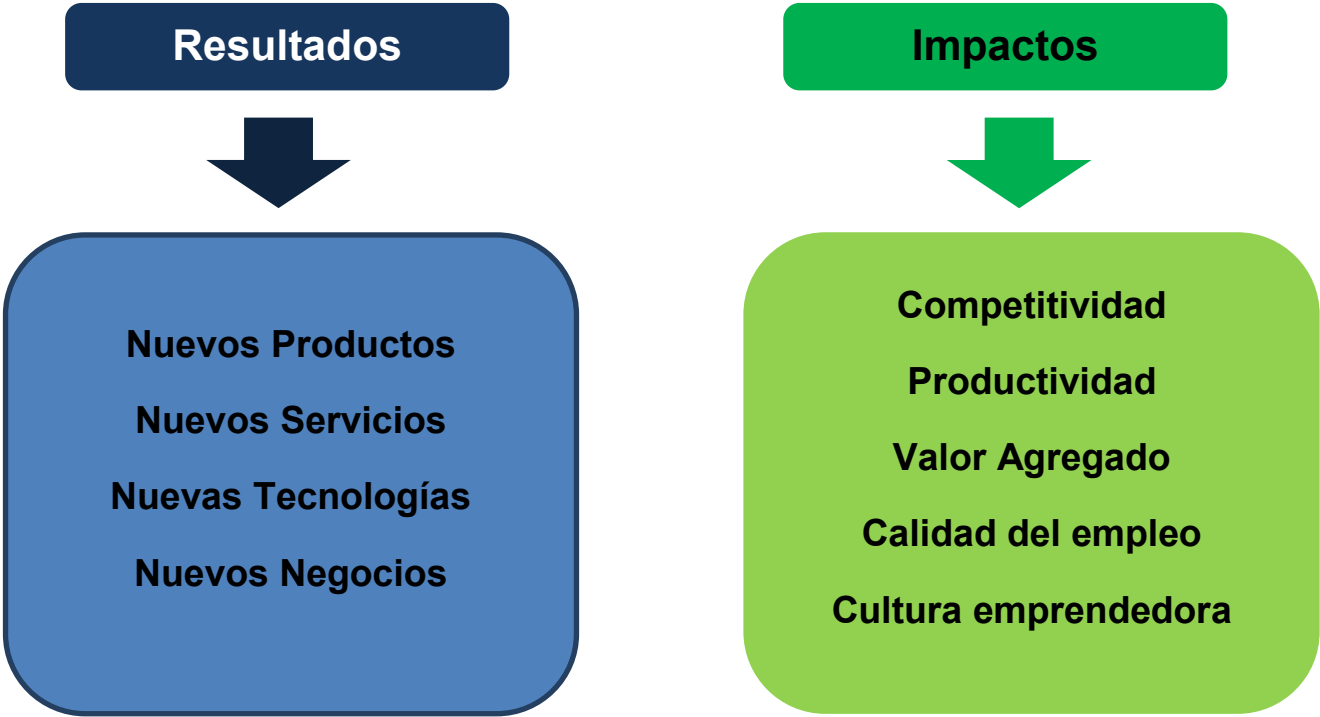 Resultados
Nuevos Productos
Nuevos Servicios
Nuevas Tecnologías
Nuevos Negocios
Impactos
Competitividad
Productividad
Valor Agregado
Calidad del empleo
Cultura emprendedora